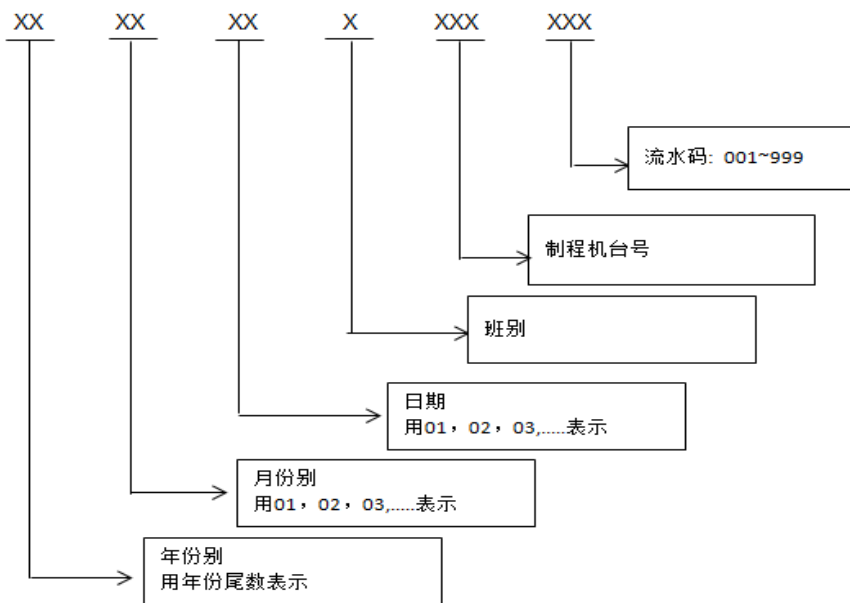 XX XX XX X XXX XXX
流水码: 001~999
制程机台号
班别
日期
用01，02，03,.....表示
月份别
用01，02，03,.....表示
年份别
用年份尾数表示